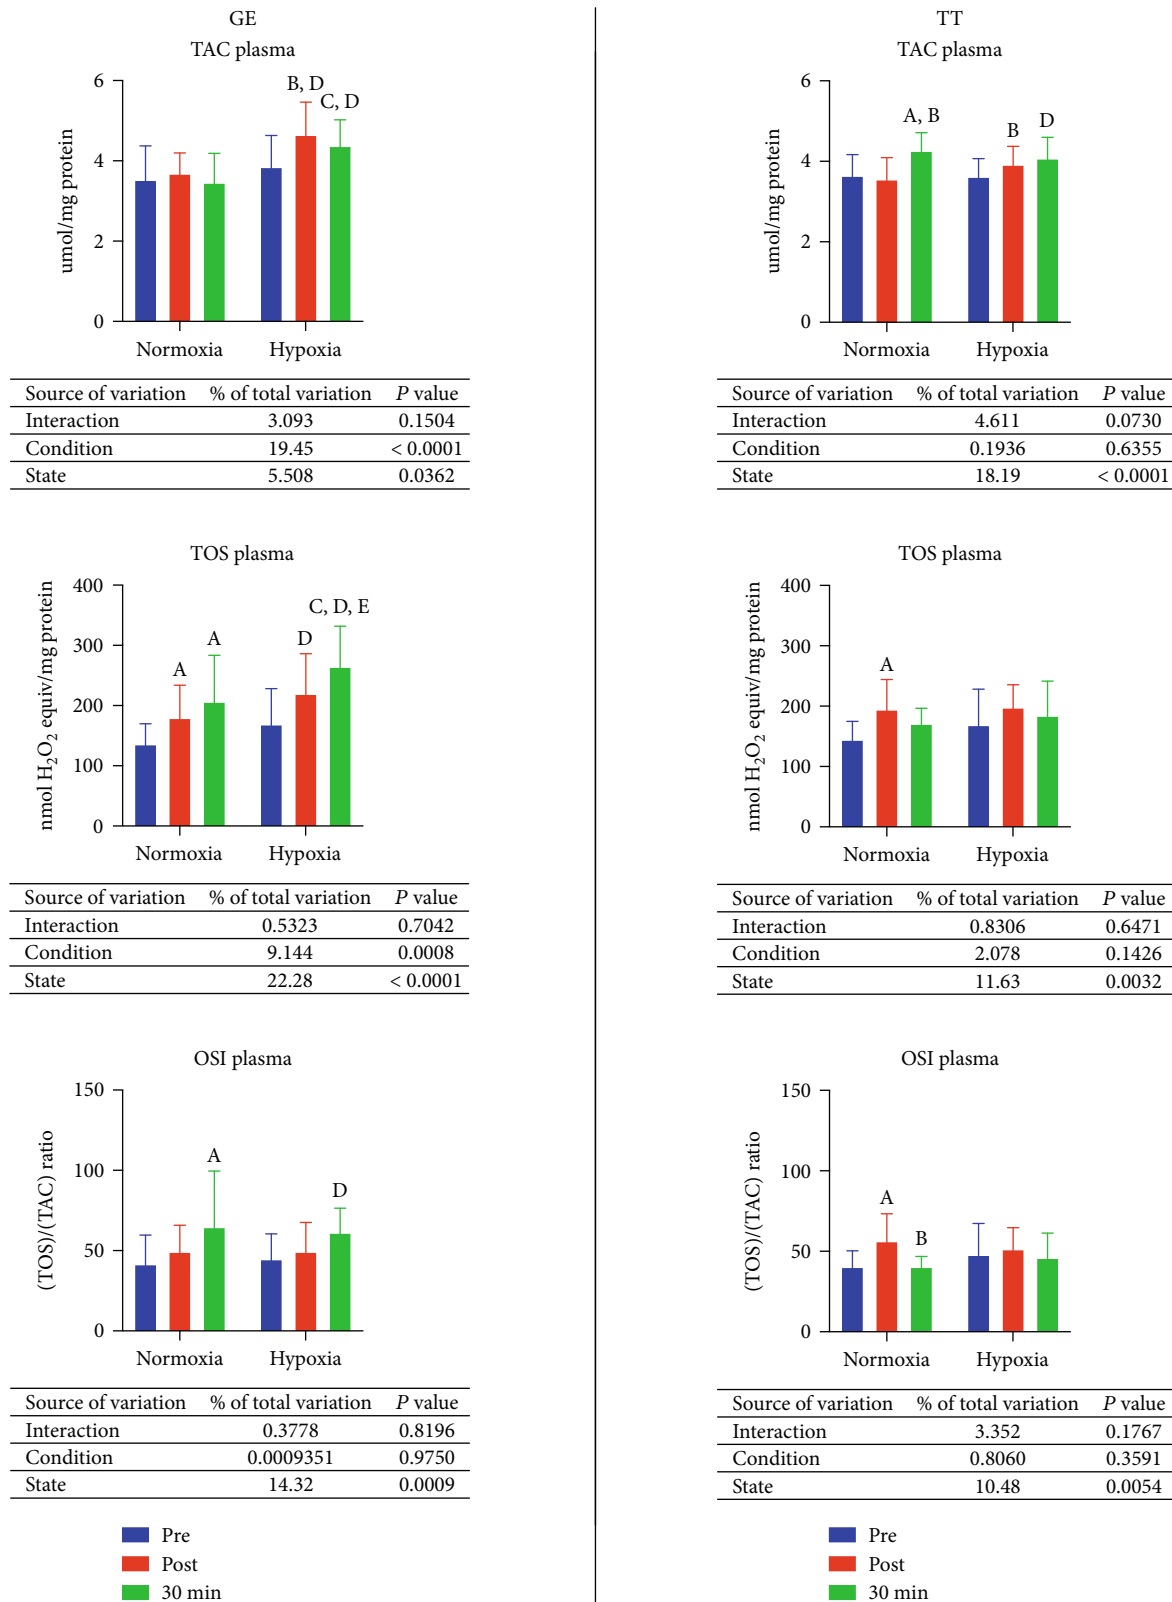 GE
TAC plasma
umol/mg protein
6
4
2
0
B, D
C, D
Normoxia Hypoxia
Source of variation % of total variation P value
Interaction 3.093 0.1504
Condition 19.45 < 0.0001
State 5.508 0.0362
TOS plasma
nmol H₂O₂ equiv/mg protein
400
300
200
100
0
A
A
D
C, D, E
Normoxia Hypoxia
Source of variation % of total variation P value
Interaction 0.5323 0.7042
Condition 9.144 0.0008
State 22.28 < 0.0001
OSI plasma
(TOS)/(TAC) ratio
150
100
50
0
A
D
Normoxia Hypoxia
Source of variation % of total variation P value
Interaction 0.3778 0.8196
Condition 0.0009351 0.9750
State 14.32 0.0009
Pre
Post
30 min
TT
TAC plasma
umol/mg protein
6
4
2
0
A, B
B
D
Normoxia Hypoxia
Source of variation % of total variation P value
Interaction 4.611 0.0730
Condition 0.1936 0.6355
State 18.19 < 0.0001
TOS plasma
nmol H₂O₂ equiv/mg protein
400
300
200
100
0
A
Normoxia Hypoxia
Source of variation % of total variation P value
Interaction 0.8306 0.6471
Condition 2.078 0.1426
State 11.63 0.0032
OSI plasma
(TOS)/(TAC) ratio
150
100
50
0
A
B
Normoxia Hypoxia
Source of variation % of total variation P value
Interaction 3.352 0.1767
Condition 0.8060 0.3591
State 10.48 0.0054
Pre
Post
30 min